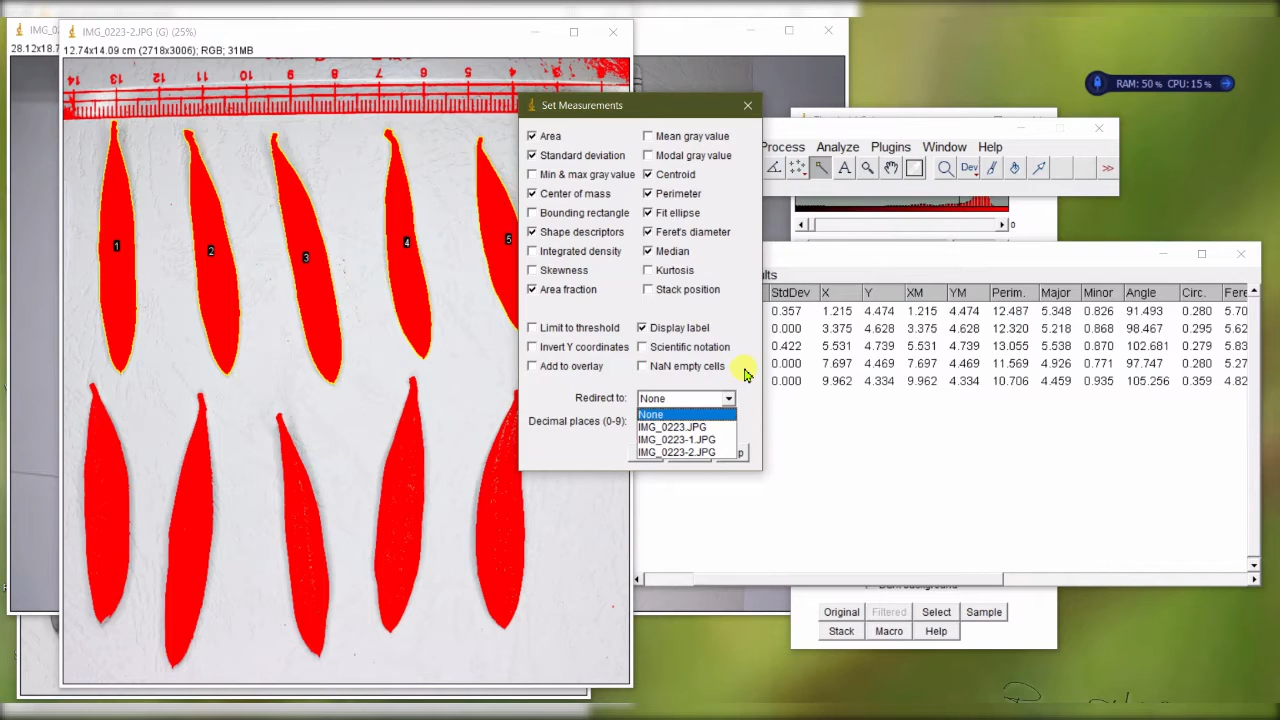 IMG_0
28.12x18.7
IMG_0223-2.JPG (G) (25%)
12.74x14.09 cm (2718x3006); RGB; 31MB
14 13 12 11 10 9 8 7 6 5 4
1
2
3
4
5
Set Measurements
Area
Mean gray value
Standard deviation
Modal gray value
Min & max gray value
Centroid
Center of mass
Perimeter
Bounding rectangle
Fit ellipse
Shape descriptors
Feret's diameter
Integrated density
Median
Skewness
Kurtosis
Area fraction
Stack position
Limit to threshold
Display label
Invert Y coordinates
Scientific notation
Add to overlay
NaN empty cells
Redirect to: None
None
IMG_0223.JPG
IMG_0223-1.JPG
IMG_0223-2.JPG
Decimal places (0-9):
p
RAM: 50 % CPU: 15 %
Process Analyze Plugins Window Help
A Dev >>
0
lts
StdDev X Y XM YM Perim. Major Minor Angle Circ. Fere
0.357 1.215 4.474 1.215 4.474 12.487 5.348 0.826 91.493 0.280 5.70
0.000 3.375 4.628 3.375 4.628 12.320 5.218 0.868 98.467 0.295 5.62
0.422 5.531 4.739 5.531 4.739 13.055 5.538 0.822 102.681 0.279 5.83
0.000 7.697 4.469 7.697 4.469 11.569 4.926 0.771 97.747 0.280 5.27
0.000 9.962 4.334 9.962 4.334 10.706 4.459 0.935 105.256 0.359 4.82
Original Filtered Select Sample
Stack Macro Help